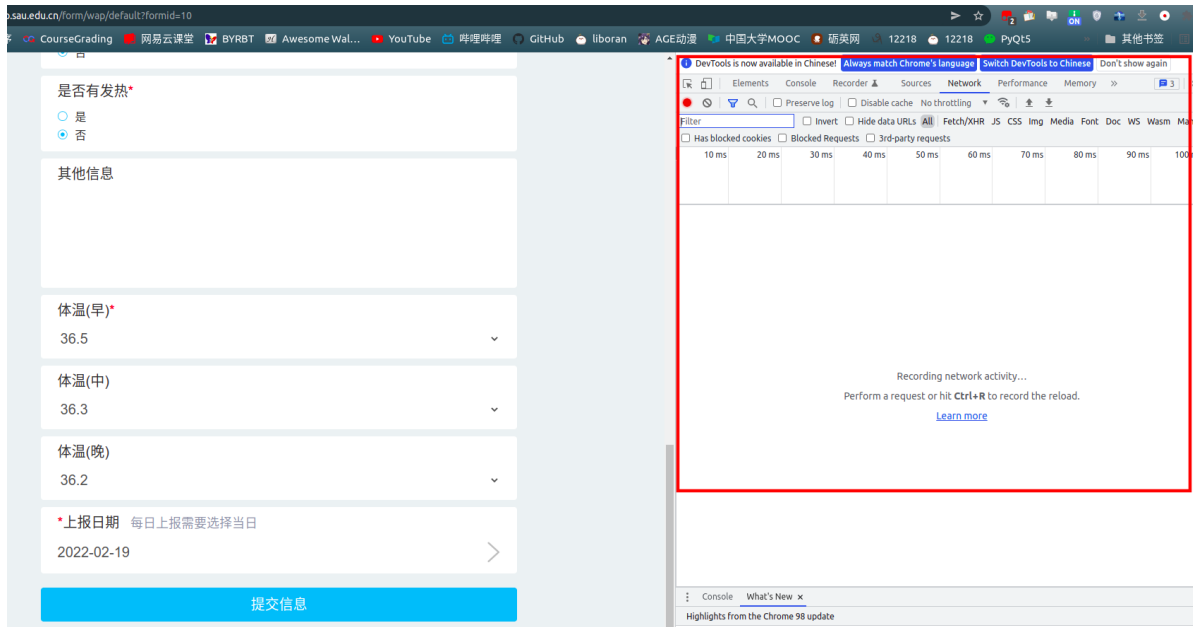 o.sau.edu.cn/form/wap/default?formid=10
CourseGrading 网易云课堂 BYRBT Awesome Wal... YouTube 哔哩哔哩 GitHub liboran AGE动漫 中国大学MOOC 砺英网 12218 12218 PyQt5 其他书签
否
是否有发热*
是
否
其他信息
体温(早)*
36.5
体温(中)
36.3
体温(晚)
36.2
*上报日期 每日上报需要选择当日
2022-02-19
提交信息
DevTools is now available in Chinese! Always match Chrome's language Switch DevTools to Chinese Don't show again
Elements Console Recorder Sources Network Performance Memory » 3
Preserve log Disable cache No throttling
Filter Invert Hide data URLs All Fetch/XHR JS CSS Img Media Font Doc WS Wasm Man
Has blocked cookies Blocked Requests 3rd-party requests
10 ms 20 ms 30 ms 40 ms 50 ms 60 ms 70 ms 80 ms 90 ms 100
Recording network activity…
Perform a request or hit Ctrl+R to record the reload.
Learn more
Console What's New ×
Highlights from the Chrome 98 update